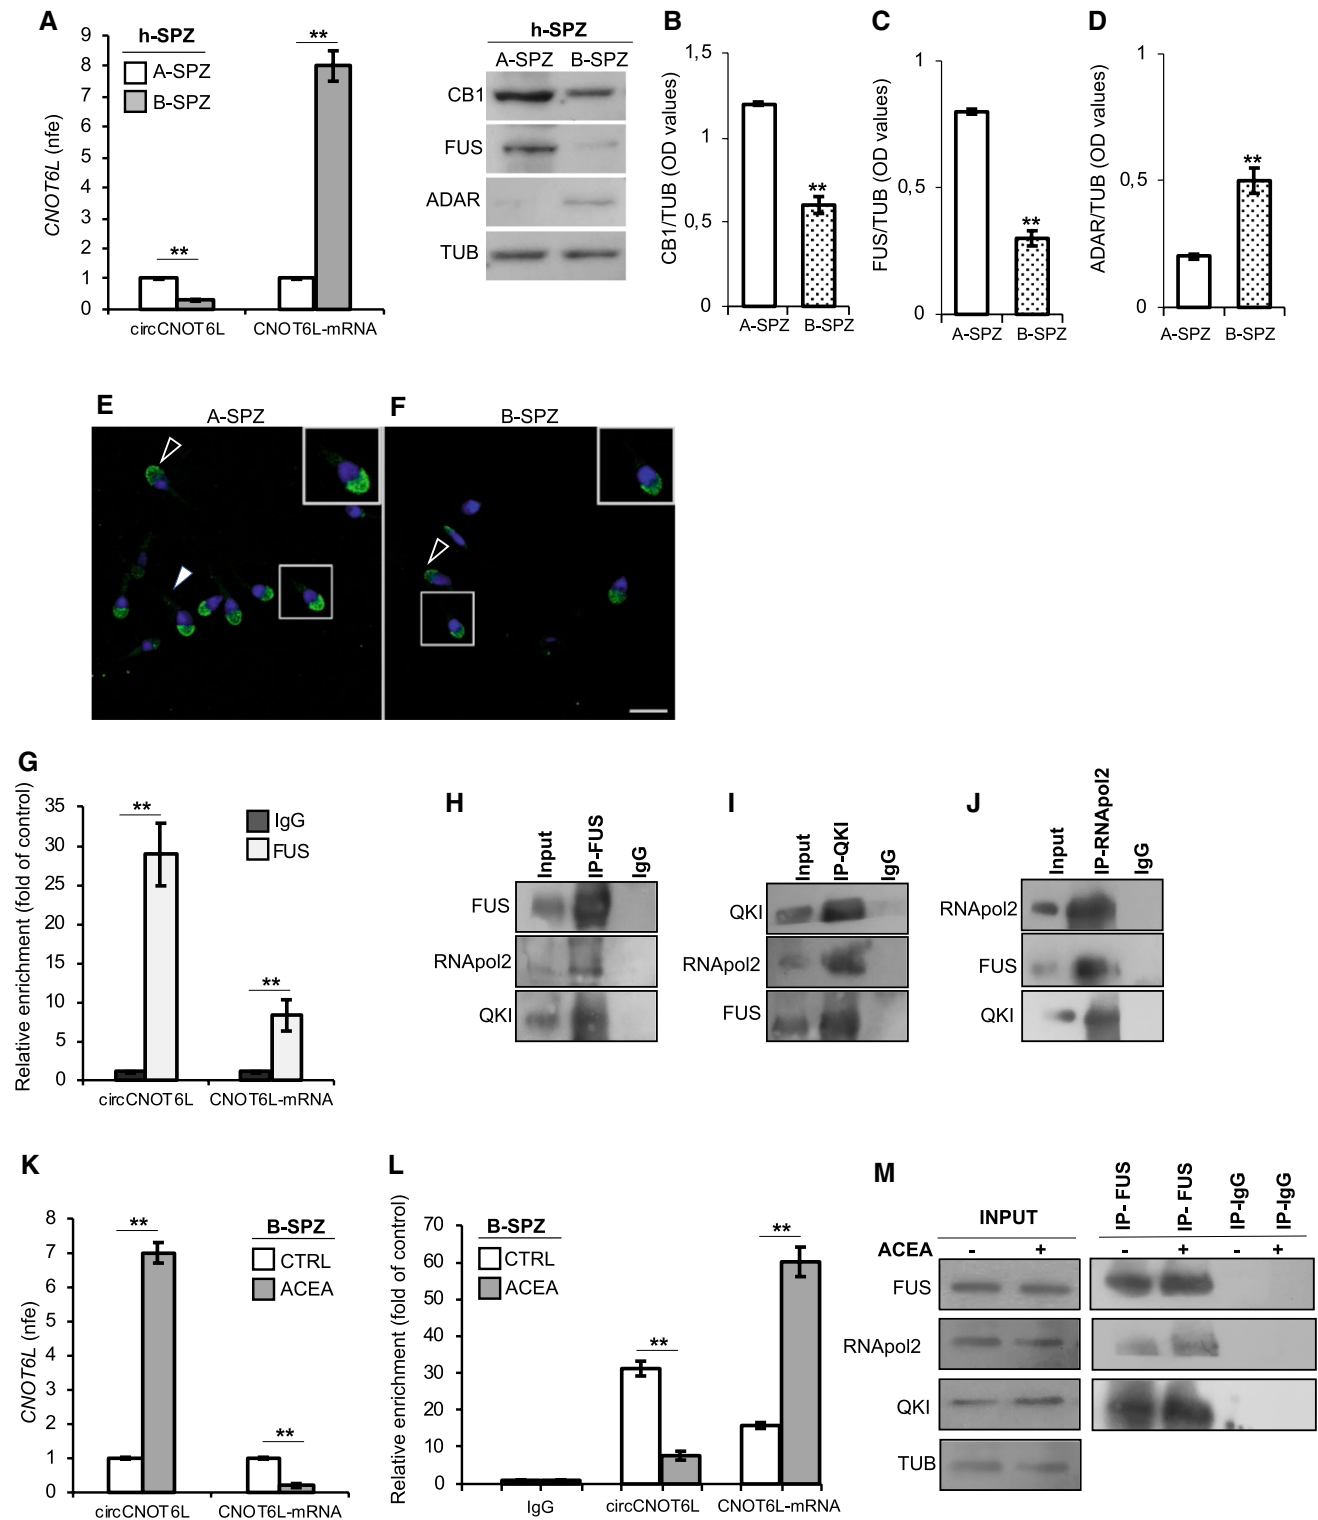 A
h-SPZ
A-SPZ
B-SPZ
**
**
CNOT6L (nfe)
9
8
7
6
5
4
3
2
1
0
circCNOT6L
CNOT6L-mRNA
h-SPZ
A-SPZ B-SPZ
CB1
FUS
ADAR
TUB
B
CB1/TUB (OD values)
1,5
1
0,5
0
**
A-SPZ
B-SPZ
C
FUS/TUB (OD values)
1
0,5
0
**
A-SPZ
B-SPZ
D
ADAR/TUB (OD values)
1
0,5
0
**
A-SPZ
B-SPZ
E
A-SPZ
F
B-SPZ
G
Relative enrichment (fold of control)
35
30
25
20
15
10
5
0
**
**
IgG
FUS
circCNOT6L
CNOT6L-mRNA
H
Input
IP-FUS
IgG
FUS
RNApol2
QKI
I
Input
IP-QKI
IgG
QKI
RNApol2
FUS
J
Input
IP-RNApol2
IgG
RNApol2
FUS
QKI
K
CNOT6L (nfe)
8
7
6
5
4
3
2
1
0
**
**
B-SPZ
CTRL
ACEA
circCNOT6L
CNOT6L-mRNA
L
Relative enrichment (fold of control)
70
60
50
40
30
20
10
0
B-SPZ
CTRL
ACEA
**
**
IgG
circCNOT6L
CNOT6L-mRNA
M
INPUT
IP- FUS
IP- FUS
IP-IgG
IP-IgG
ACEA - + - + - +
FUS
RNApol2
QKI
TUB